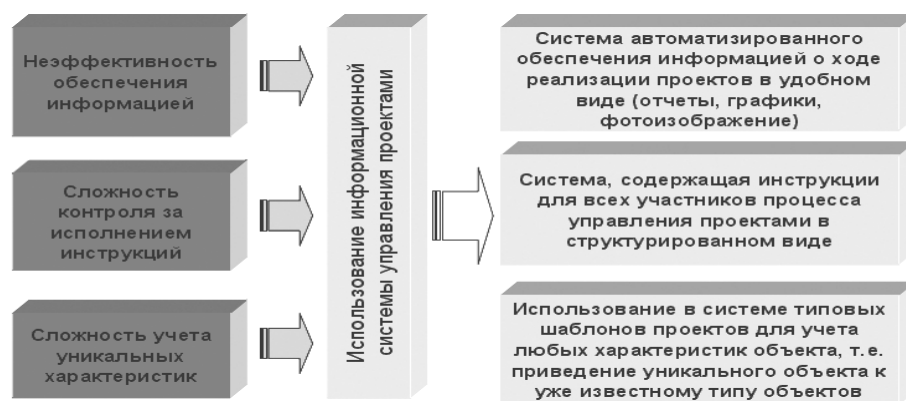 Неэффективность
обеспечения
информацией
Сложность
контроля за
исполнением
инструкций
Сложность учета
уникальных
характеристик
Использование информационной
системы управления проектами
Система автоматизированного
обеспечения информацией о ходе
реализации проектов в удобном
виде (отчеты, графики,
фотоизображение)
Система, содержащая инструкции
для всех участников процесса
управления проектами в
структурированном виде
Использование в системе типовых
шаблонов проектов для учета
любых характеристик объекта, т.е.
приведение уникального объекта к
уже известному типу объектов